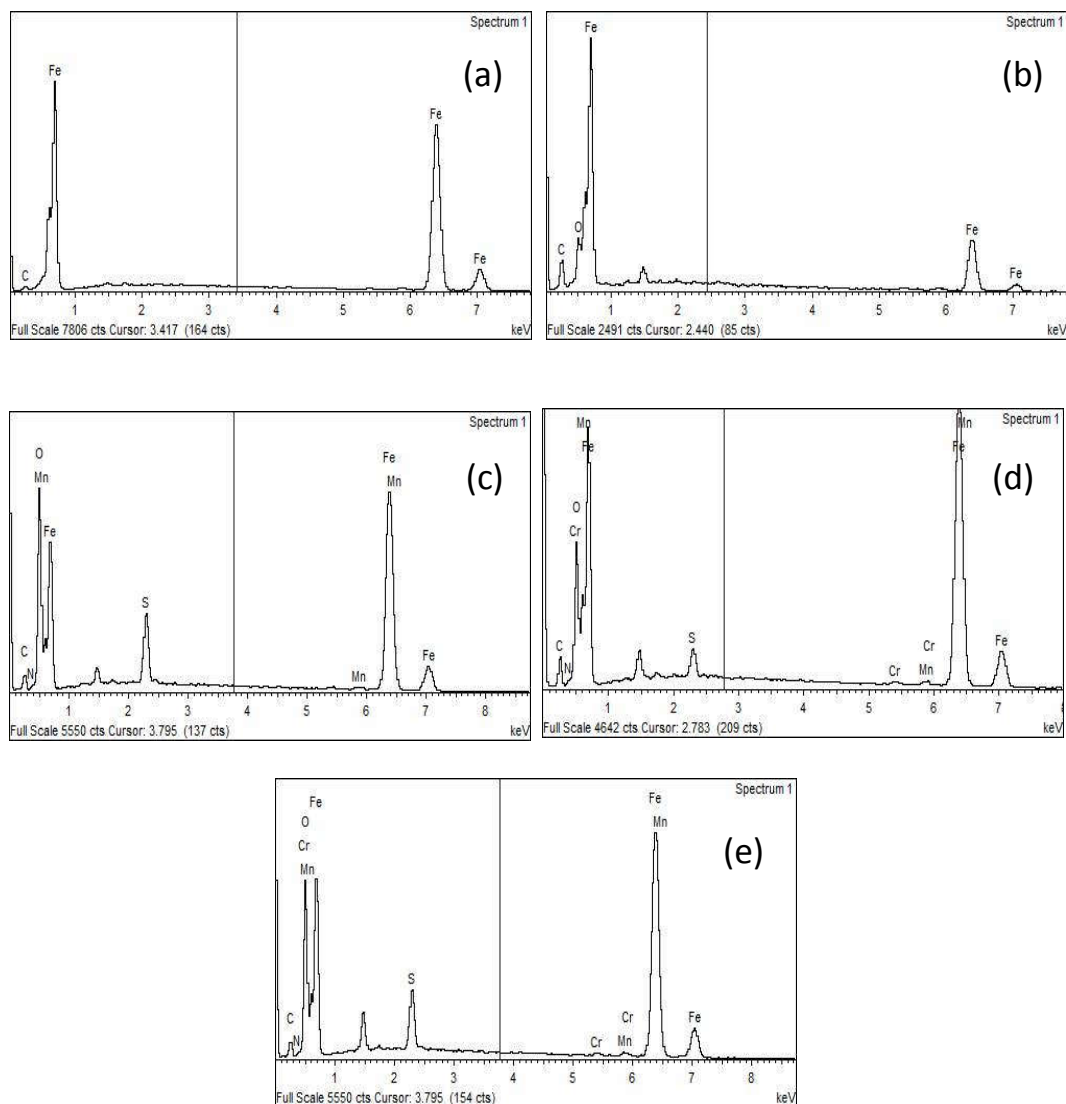 Spectrum 1
(a)
Fe
Fe
C
Fe
1 2 3 4 5 6 7
Full Scale 7806 cts Cursor: 3.417 (164 cts) keV
Spectrum 1
(b)
Fe
O
C
Fe
Fe
1 2 3 4 5 6 7
Full Scale 2491 cts Cursor: 2.440 (85 cts) keV
Spectrum 1
(c)
O
Mn
Fe
Fe
Mn
S
C
N
Mn
Fe
1 2 3 4 5 6 7 8
Full Scale 5550 cts Cursor: 3.795 (137 cts) keV
Spectrum 1
(d)
Mn
Fe
Mn
Fe
O
Cr
C
N
S
Cr
Cr
Mn
Fe
1 2 3 4 5 6 7 8
Full Scale 4642 cts Cursor: 2.783 (209 cts) keV
Spectrum 1
(e)
Fe
O
Cr
Mn
Fe
Mn
C
N
S
Cr
Cr
Mn
Fe
1 2 3 4 5 6 7 8
Full Scale 5550 cts Cursor: 3.795 (154 cts) keV